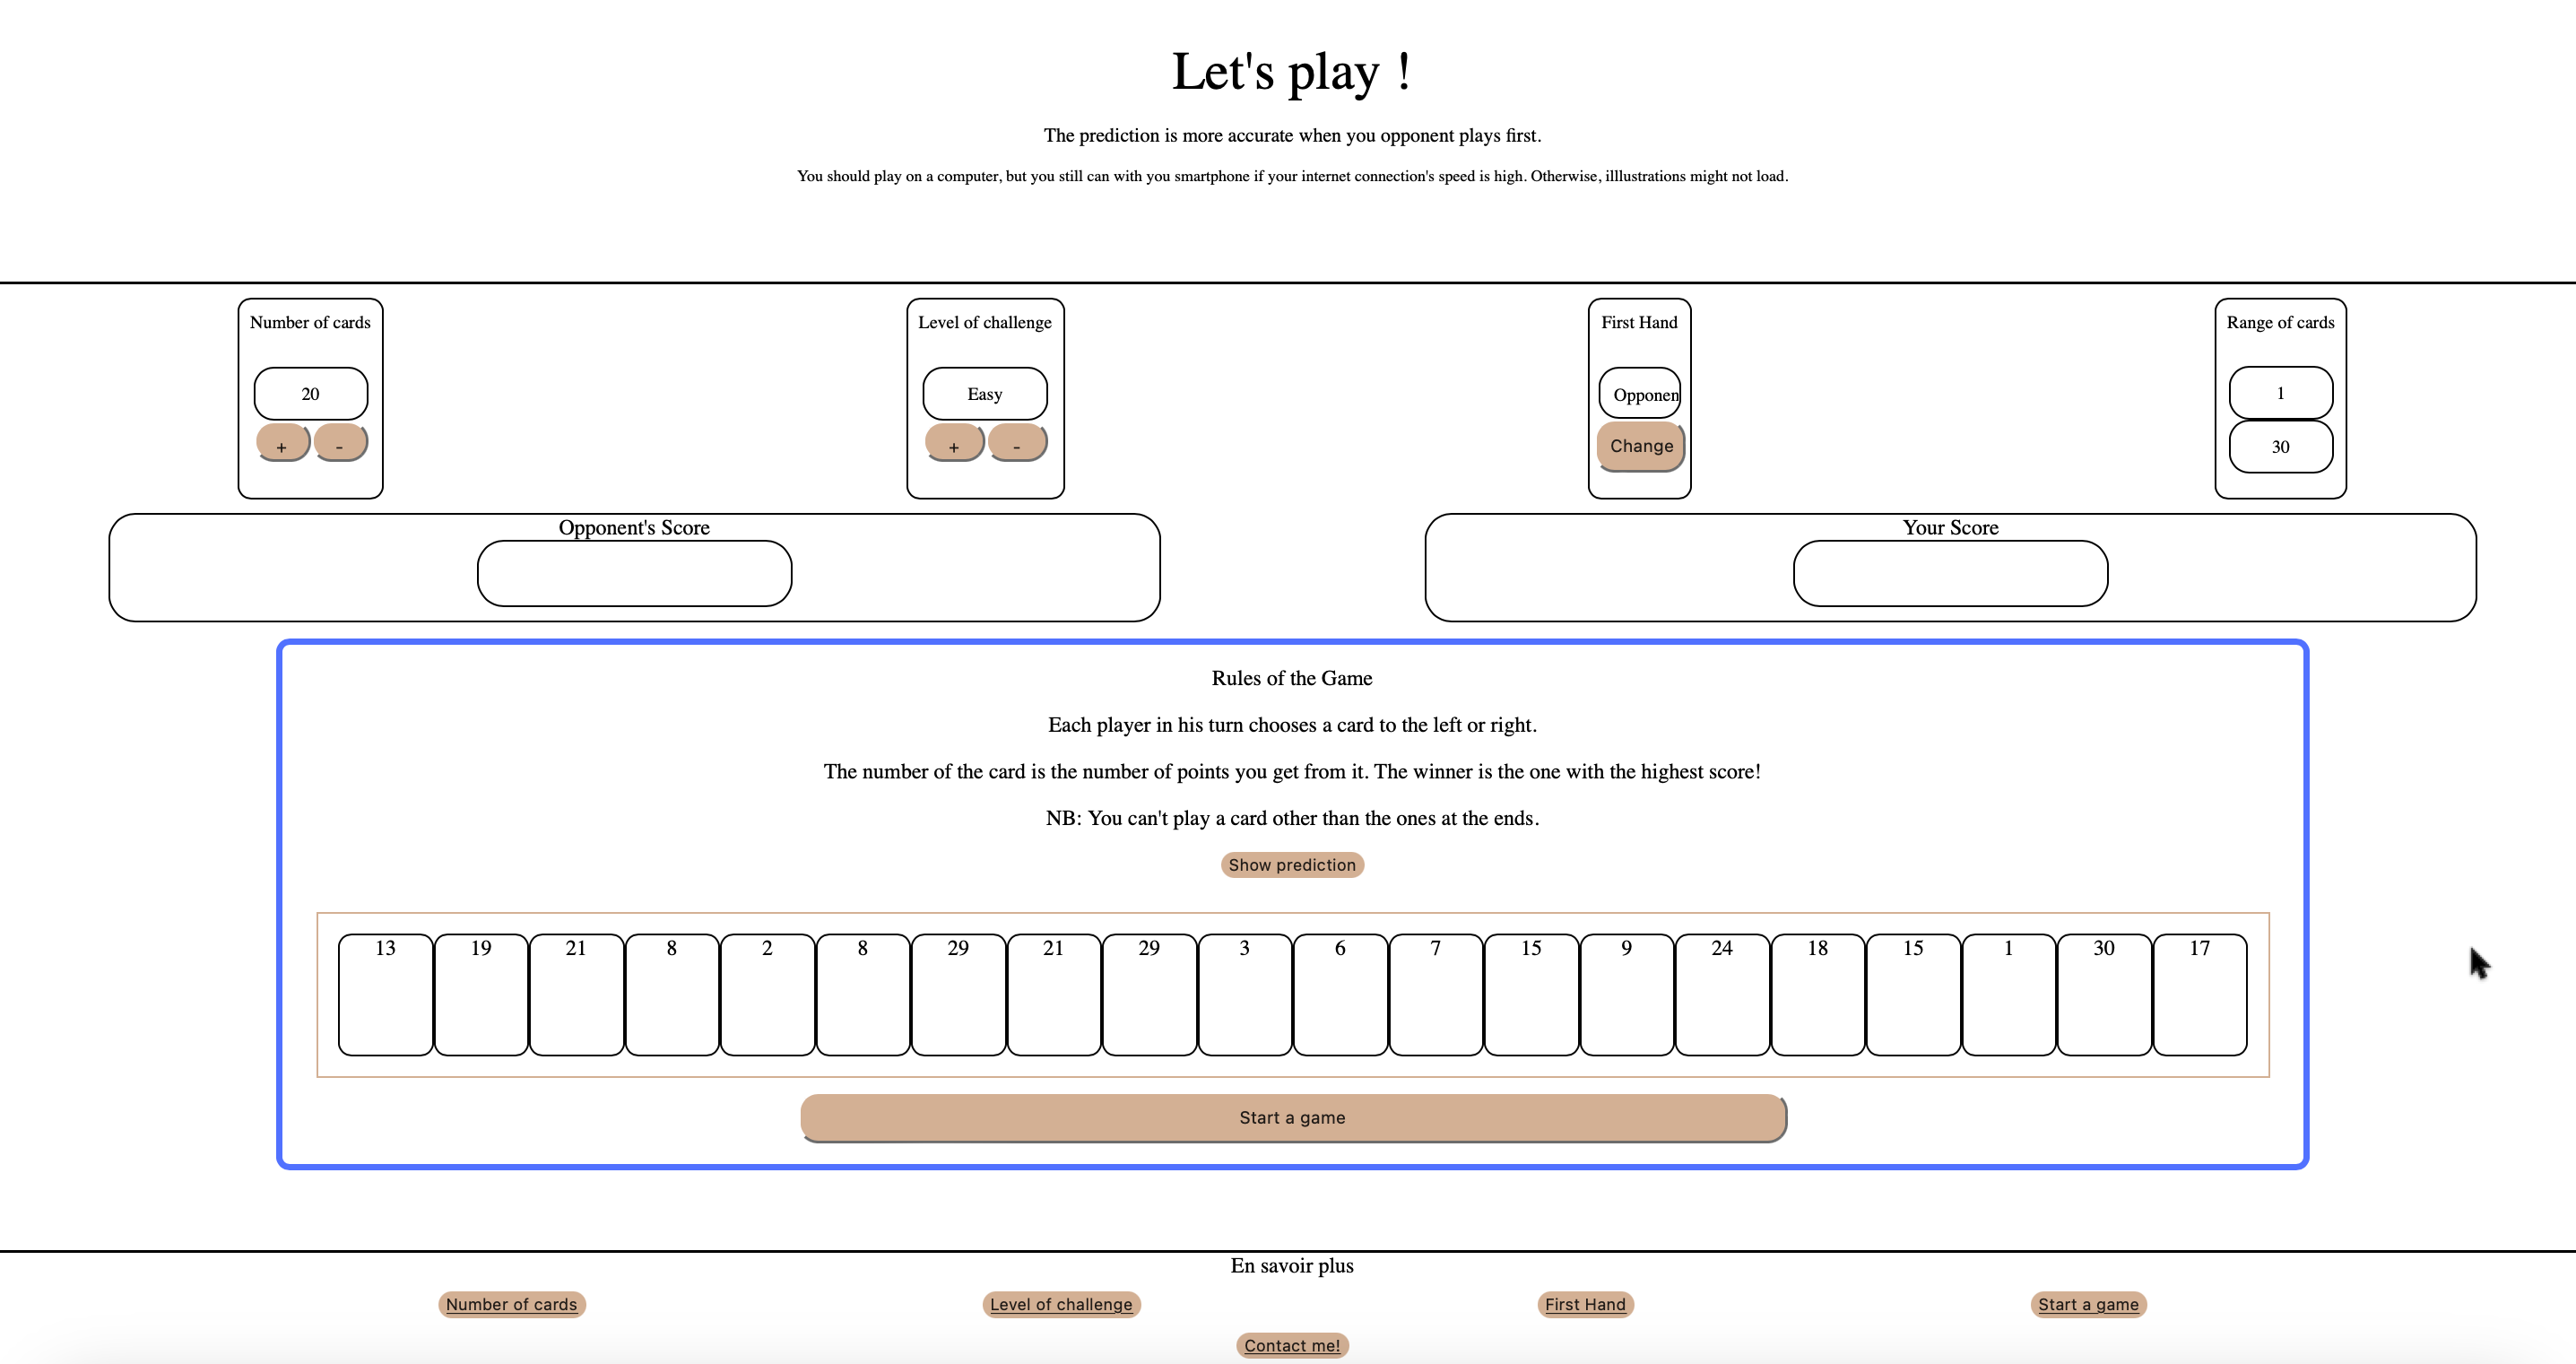 Let's play !
The prediction is more accurate when you opponent plays first.
You should play on a computer, but you still can with you smartphone if your internet connection's speed is high. Otherwise, illlustrations might not load.
Number of cards
20
+ -
Level of challenge
Easy
+ -
First Hand
Opponen
Change
Range of cards
1
30
Opponent's Score
Your Score
Rules of the Game
Each player in his turn chooses a card to the left or right.
The number of the card is the number of points you get from it. The winner is the one with the highest score!
NB: You can't play a card other than the ones at the ends.
Show prediction
13 19 21 8 2 8 29 21 29 3 6 7 15 9 24 18 15 1 30 17
Start a game
En savoir plus
Number of cards Level of challenge First Hand Start a game
Contact me!